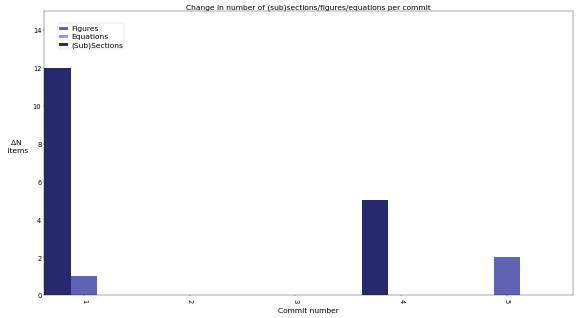 Change in number of (sub)sections/figures/equations per commit
14
12
10
8
6
4
2
0
ΔN
items
Figures
Equations
(Sub)Sections
1
2
3
4
5
Commit number